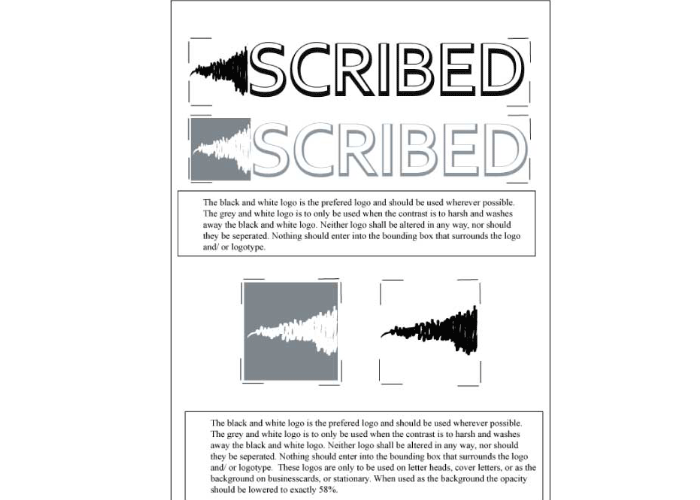 SCRIBED
SCRIBED
The black and white logo is the prefered logo and should be used wherever possible.
The grey and white logo is to only be used when the contrast is to harsh and washes
away the black and white logo. Neither logo shall be altered in any way, nor should
they be seperated. Nothing should enter into the bounding box that surrounds the logo
and/ or logotype.
The black and white logo is the prefered logo and should be used wherever possible.
The grey and white logo is to only be used when the contrast is to harsh and washes
away the black and white logo. Neither logo shall be altered in any way, nor should
they be seperated. Nothing should enter into the bounding box that surrounds the logo
and/ or logotype.  These logos are only to be used on letter heads, cover letters, or as the
background on businesscards, or stationary. When used as the background the opacity
should be lowered to exactly 58%.